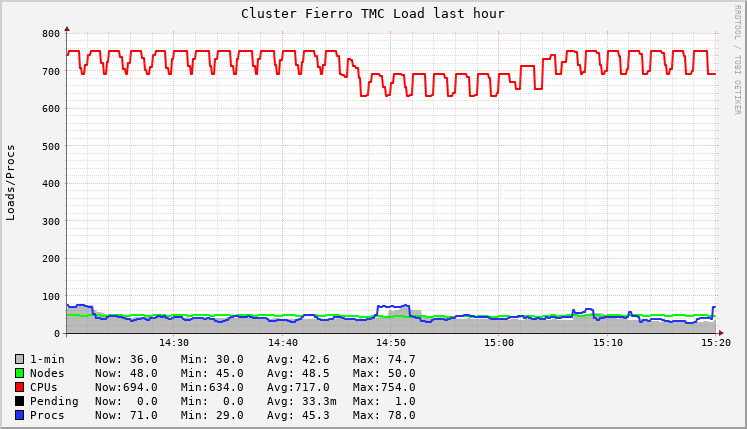 Cluster Fierro TMC Load last hour
RRDTOOL / TOBI OETIKER
Loads/Procs
800
700
600
500
400
300
200
100
0
14:30 14:40 14:50 15:00 15:10 15:20
1-min Now: 36.0 Min: 30.0 Avg: 42.6 Max: 74.7
Nodes Now: 48.0 Min: 45.0 Avg: 48.5 Max: 50.0
CPUs Now:694.0 Min:634.0 Avg:717.0 Max:754.0
Pending Now: 0.0 Min: 0.0 Avg: 33.3m Max: 1.0
Procs Now: 71.0 Min: 29.0 Avg: 45.3 Max: 78.0